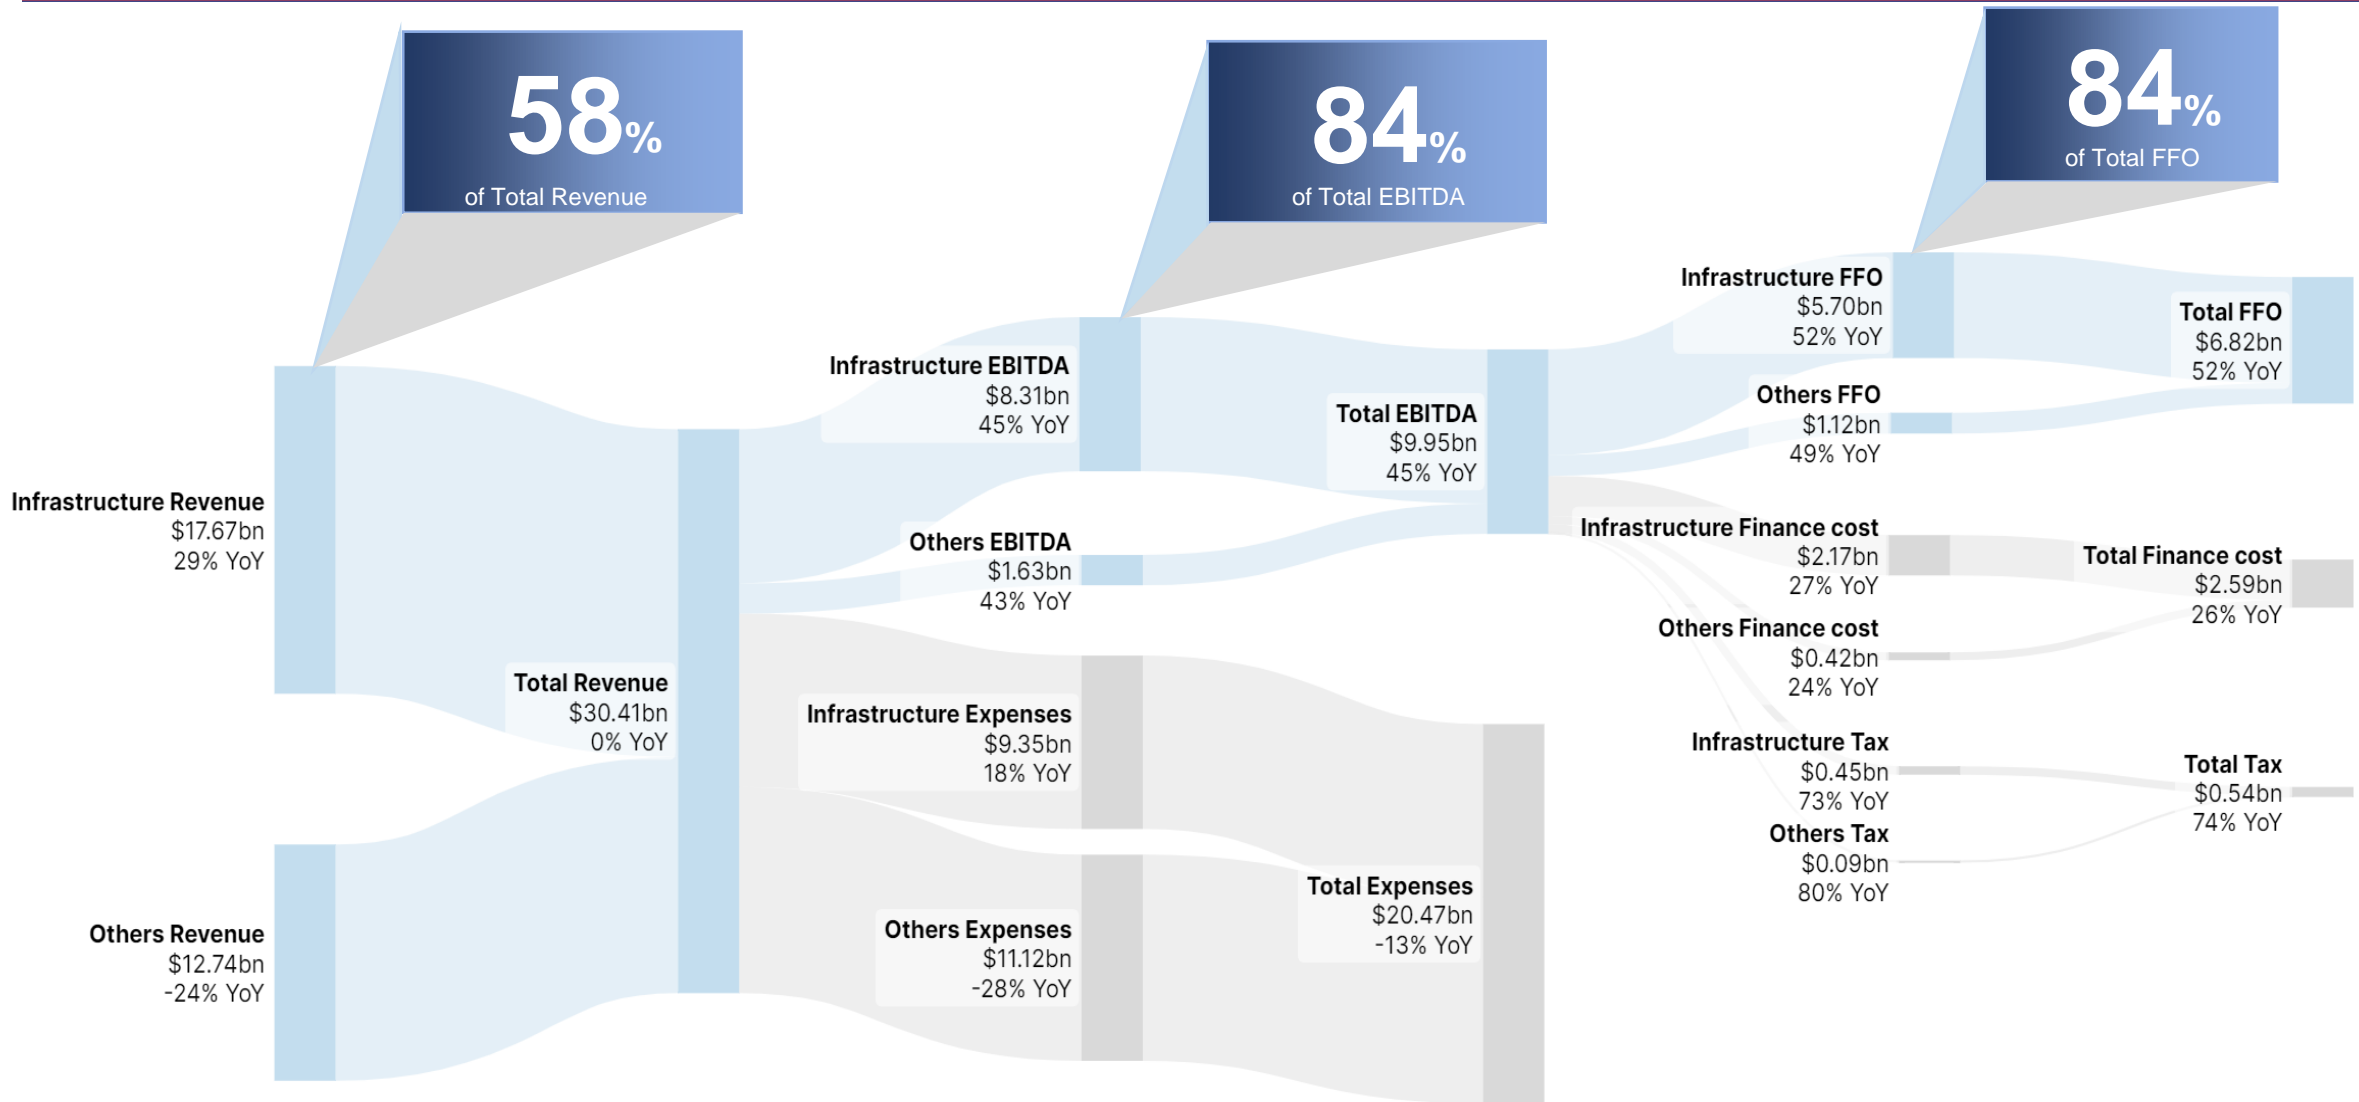 58%
of Total Revenue
84%
of Total EBITDA
84%
of Total FFO
Infrastructure Revenue
$17.67bn
29% YoY
Others Revenue
$12.74bn
-24% YoY
Total Revenue
$30.41bn
0% YoY
Infrastructure EBITDA
$8.31bn
45% YoY
Others EBITDA
$1.63bn
43% YoY
Infrastructure Expenses
$9.35bn
18% YoY
Others Expenses
$11.12bn
-28% YoY
Total EBITDA
$9.95bn
45% YoY
Total Expenses
$20.47bn
-13% YoY
Infrastructure FFO
$5.70bn
52% YoY
Others FFO
$1.12bn
49% YoY
Infrastructure Finance cost
$2.17bn
27% YoY
Others Finance cost
$0.42bn
24% YoY
Infrastructure Tax
$0.45bn
73% YoY
Others Tax
$0.09bn
80% YoY
Total FFO
$6.82bn
52% YoY
Total Finance cost
$2.59bn
26% YoY
Total Tax
$0.54bn
74% YoY